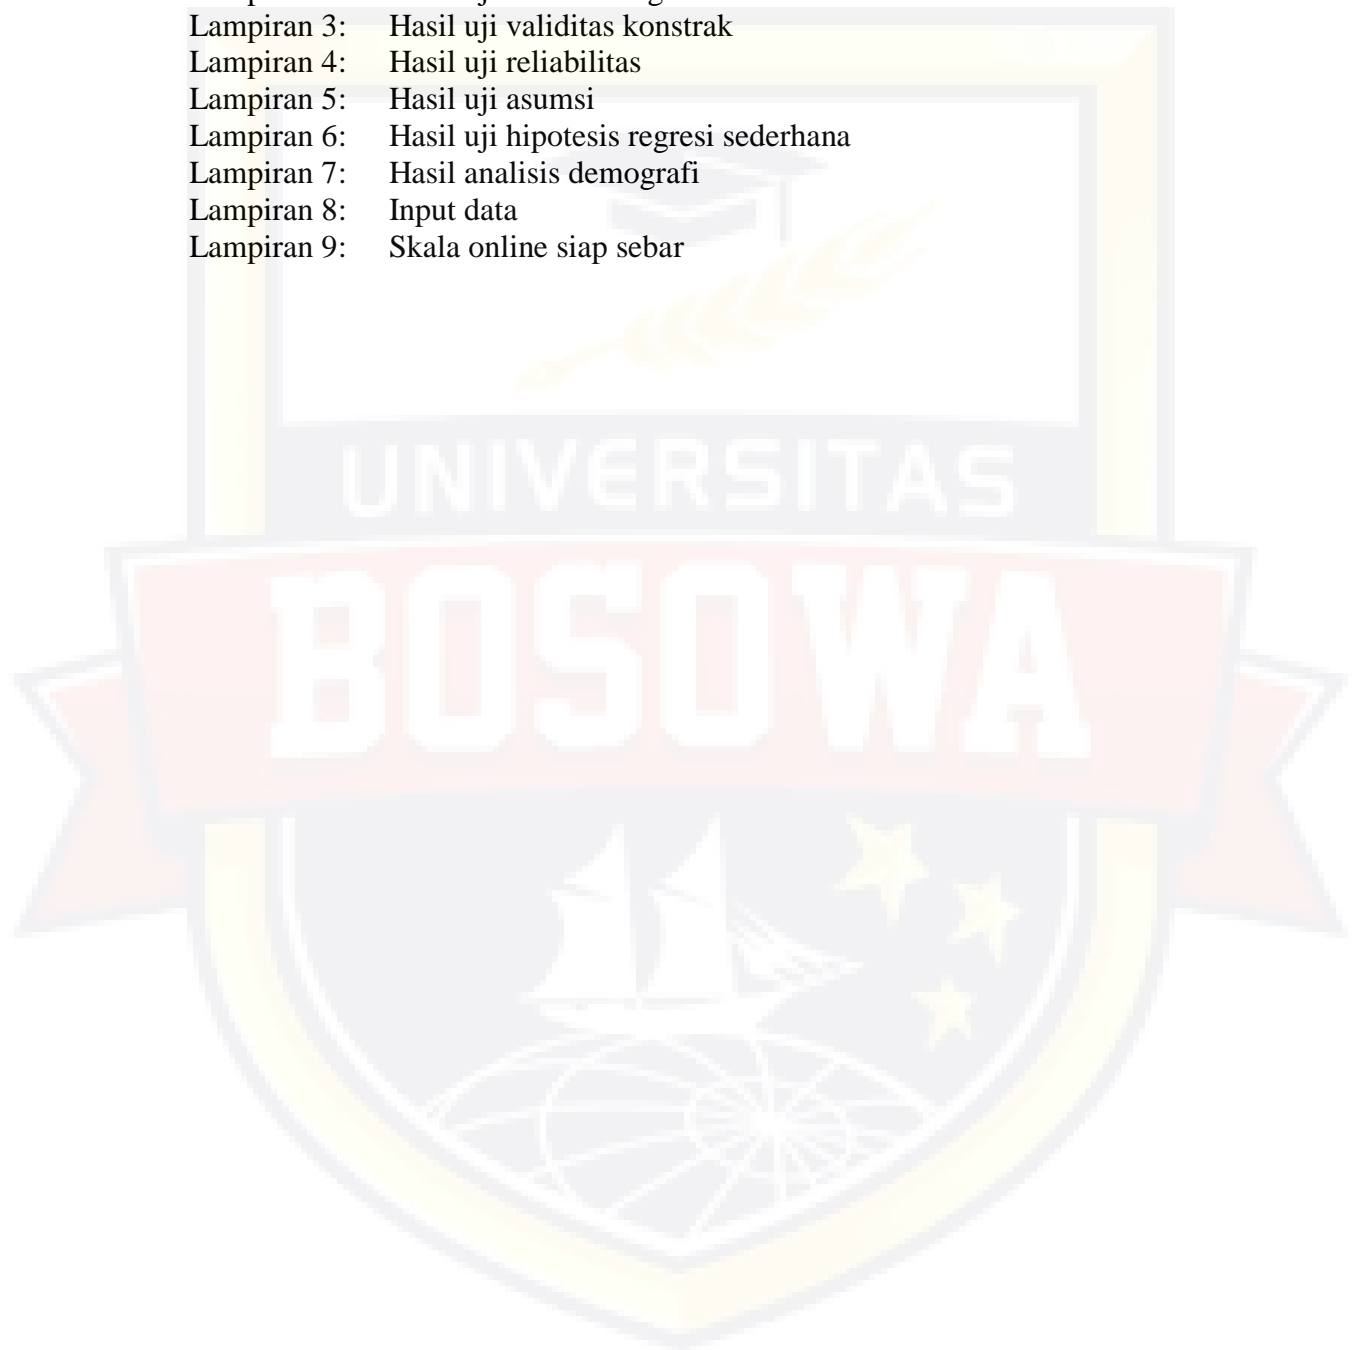 Lampiran 3: Hasil uji validitas konstrak
Lampiran 4: Hasil uji reliabilitas
Lampiran 5: Hasil uji asumsi
Lampiran 6: Hasil uji hipotesis regresi sederhana
Lampiran 7: Hasil analisis demografi
Lampiran 8: Input data
Lampiran 9: Skala online siap sebar
UNIVERSITAS
BOSOWA